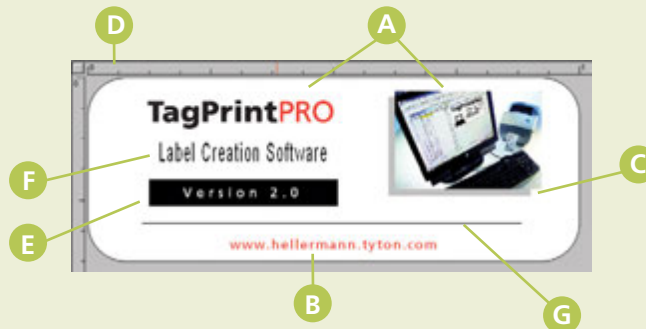 D
A
TagPrintPRO
Label Creation Software
F
C
Version 2.0
E
www.hellermann.tyton.com
B
G